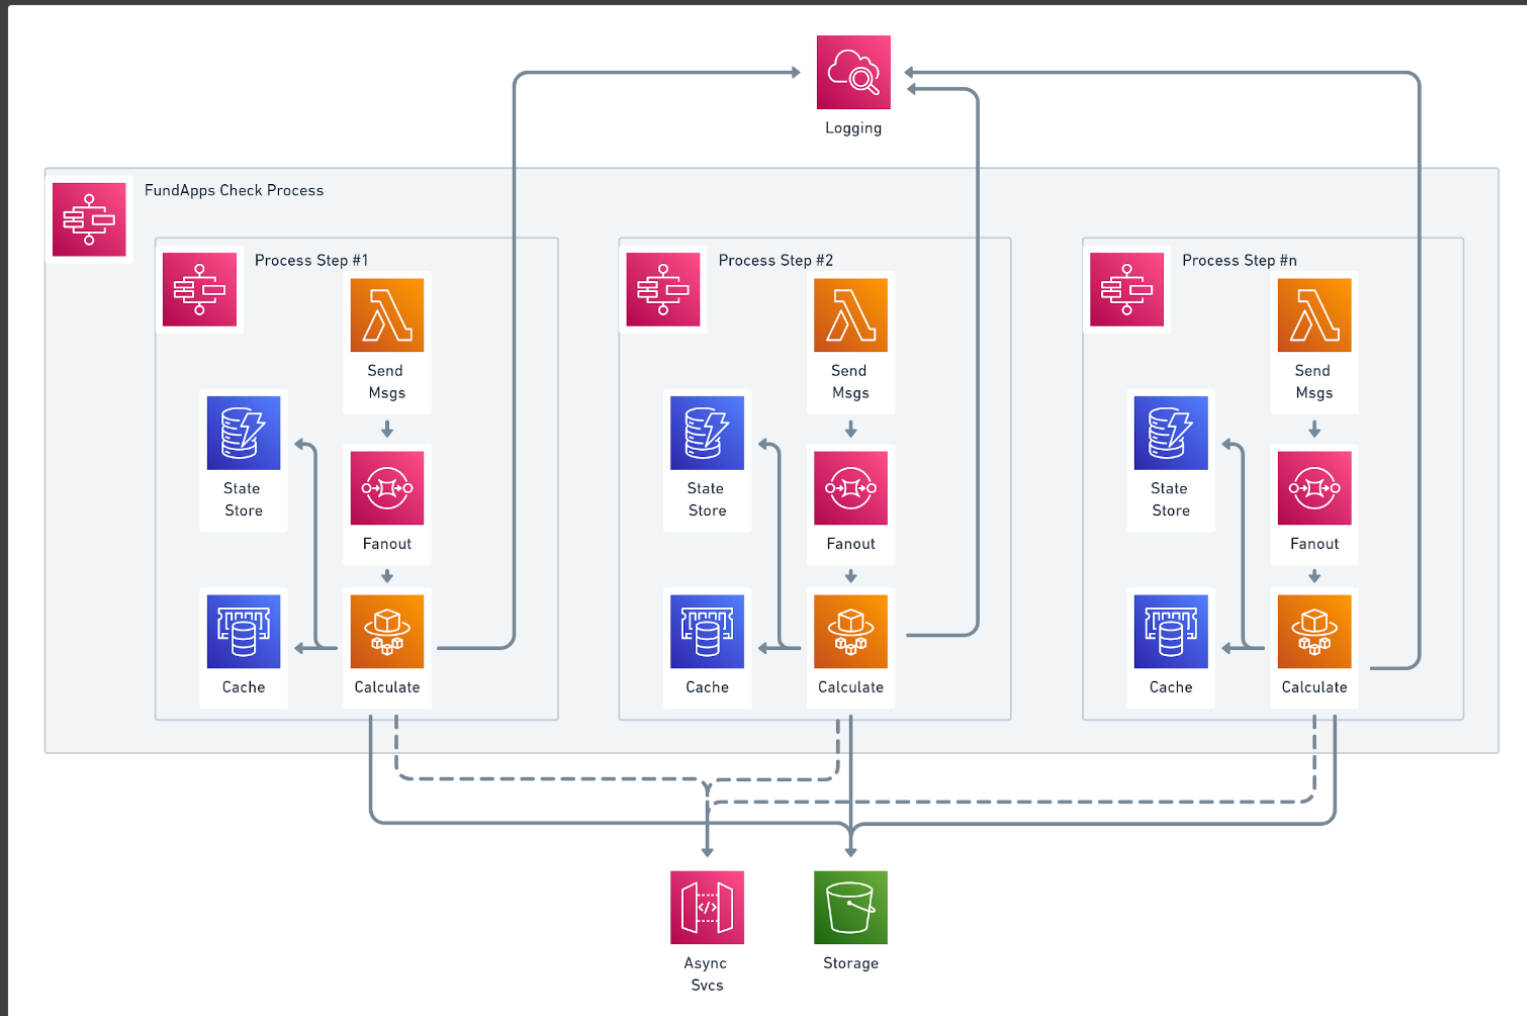 Logging
FundApps Check Process
Process Step #1
Send
Msgs
State
Store
Fanout
Cache
Calculate
Process Step #2
Send
Msgs
State
Store
Fanout
Cache
Calculate
Process Step #n
Send
Msgs
State
Store
Fanout
Cache
Calculate
Async
Svcs
Storage